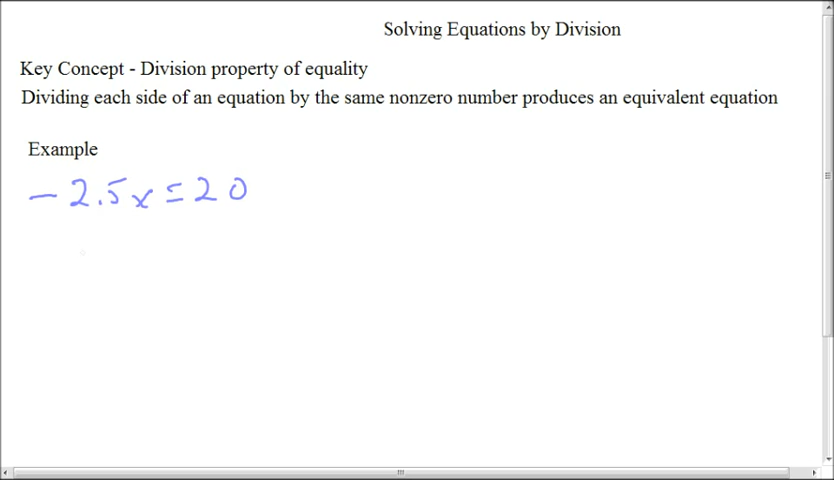 Solving Equations by Division
Key Concept - Division property of equality
Dividing each side of an equation by the same nonzero number produces an equivalent equation
Example
-2.5x=20